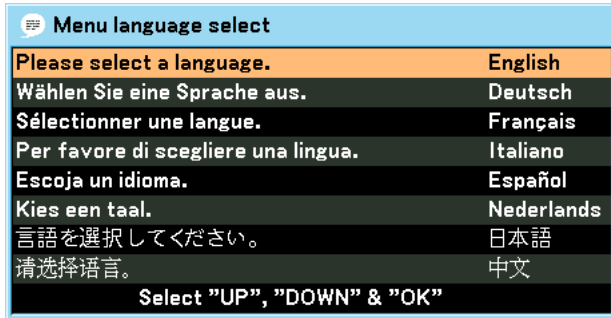 Menu language select
Please select a language. English
Wählen Sie eine Sprache aus. Deutsch
Sélectionner une langue. Français
Per favore di scegliere una lingua. Italiano
Escoja un idioma. Español
Kies een taal. Nederlands
言語を選択してください。 日本語
请选择语言。 中文
Select ”UP”, ”DOWN” & ”OK”